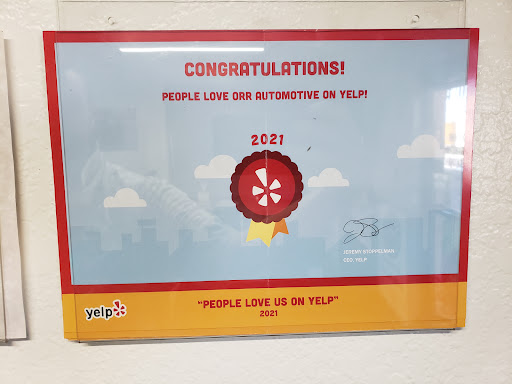 CONGRATULATIONS!
PEOPLE LOVE ORR AUTOMOTIVE ON YELP!
2021
JEREMY STOPPELMAN
CEO, YELP
yelp
"PEOPLE LOVE US ON YELP"
2021